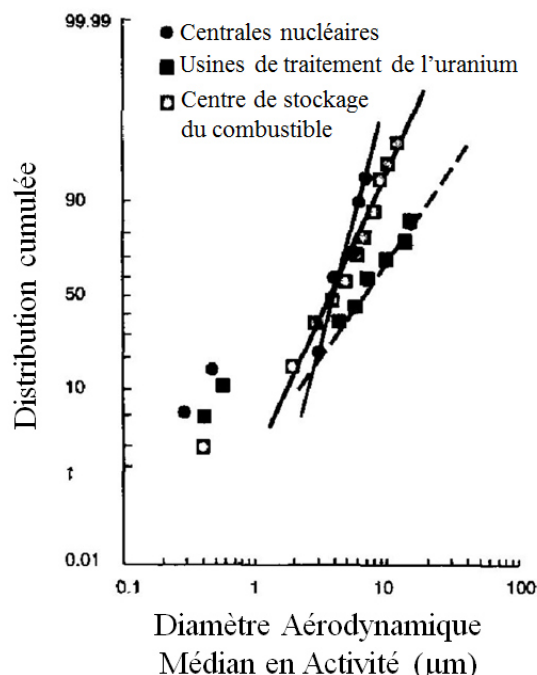 99.99
Centrales nucléaires
Usines de traitement de l'uranium
Centre de stockage
du combustible
90
50
10
1
0.01
0.1
1
10
100
Distribution cumulée
Diamètre Aérodynamique
Médian en Activité (µm)